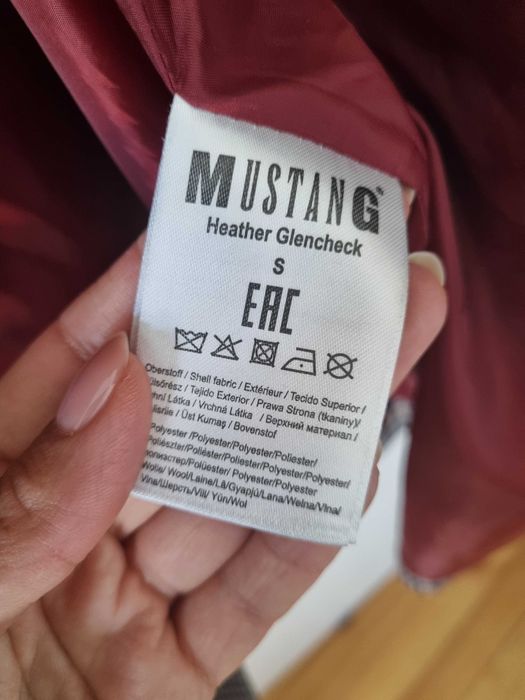 MUSTANG
Heather Glencheck
S
EAC
Oberstoff / Shell fabric / Extérieur / Tecido Superior /
Tejido Exterior / Prawa Strona (tkaniny)/
Látka / Vrchná Látka / Верхний материал /
Üst Kumaş / Bovenstof
Polyester /Polyester/Polyester/Poliester/
Poliészter/Poliéster/Poliester/Polyester/Polyester/
полиэстер/Polüester/ Polyester/Polyester
Wolle/ Wool/Laine/Lã/Gyapjú/Lana/Wełna/Vlna/
Vlna/Шерсть/Vill/ Yün/Wol